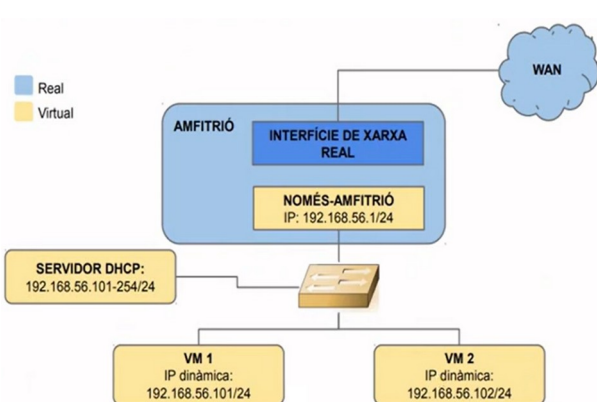 WAN
Real
Virtual
AMFITRIÓ
INTERFÍCIE DE XARXA
REAL
NOMÉS-AMFITRIÓ
IP: 192.168.56.1/24
SERVIDOR DHCP:
192.168.56.101-254/24
VM 1
IP dinàmica:
192.168.56.101/24
VM 2
IP dinàmica:
192.168.56.102/24